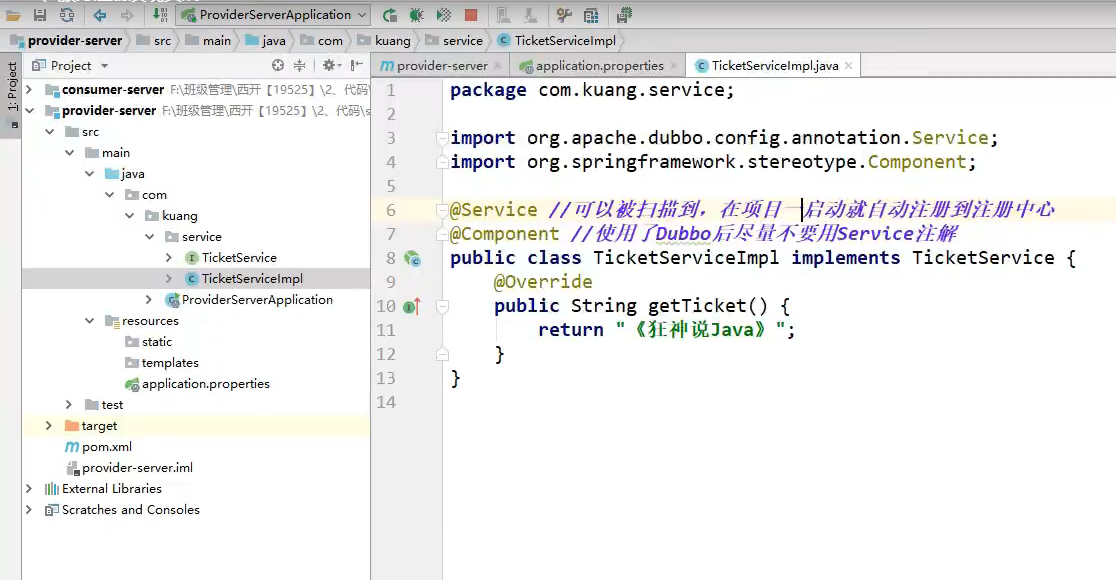 ProviderServerApplication
provider-server src main java com kuang service TicketServiceImpl
1: Project
Project
provider-server application.properties TicketServiceImpl.java
consumer-server F:\班级管理\西开【19525】\2、代码\
provider-server F:\班级管理\西开【19525】\2、代码\s
src
main
java
com
kuang
service
TicketService
TicketServiceImpl
ProviderServerApplication
resources
static
templates
application.properties
test
target
pom.xml
provider-server.iml
External Libraries
Scratches and Consoles
1 package com.kuang.service;
2
3 import org.apache.dubbo.config.annotation.Service;
4 import org.springframework.stereotype.Component;
5
6 @Service //可以被扫描到，在项目一启动就自动注册到注册中心
7 @Component //使用了Dubbo后尽量不要用Service注解
8 public class TicketServiceImpl implements TicketService {
9 @Override
10 public String getTicket() {
11 return "《狂神说Java》";
12 }
13 }
14